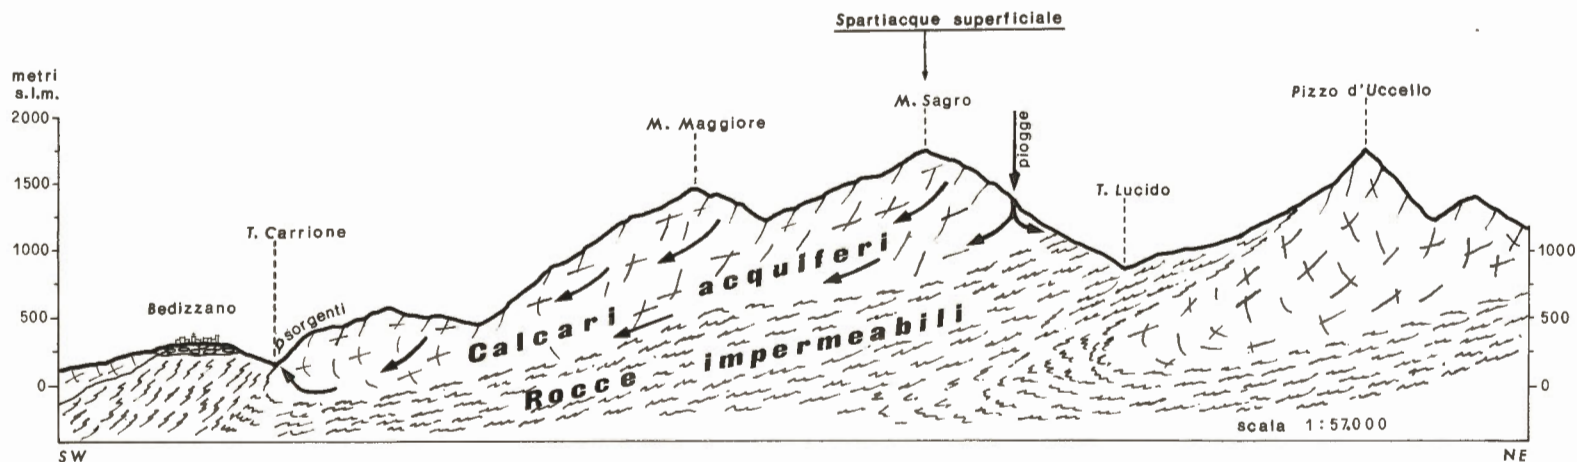 Spartiacque superficiale
metri
s.l.m.
M. Sagro
Pizzo d'Uccello
2000
M. Maggiore
piogge
1500
T. Lucido
T. Carrione
1000
acquiferi
1000
Bedizzano
500
sorgenti
Calcari
impermeabili
500
0
Rocce
0
scala 1:57.000
SW
NE